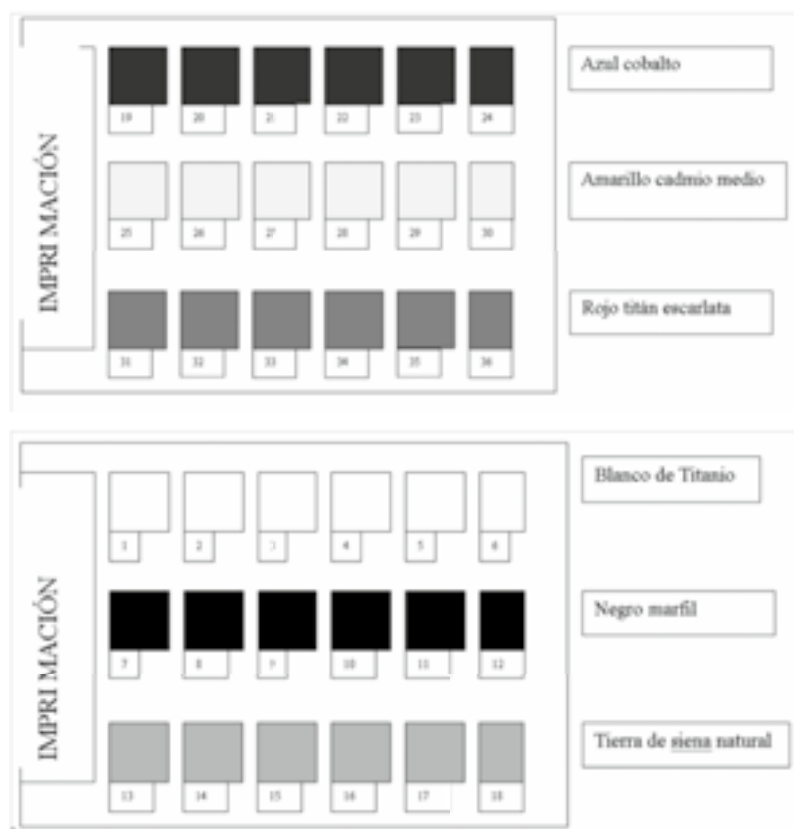 19 20 21 22 23 24
Azul cobalto
IMPRI MACIÓN
25 26 27 28 29 30
Amarillo cadmio medio
31 32 33 34 35 36
Rojo titán escarlata
1 2 3 4 5 6
Blanco de Titanio
IMPRI MACIÓN
7 8 9 10 11 12
Negro marfil
13 14 15 16 17 18
Tierra de siena natural